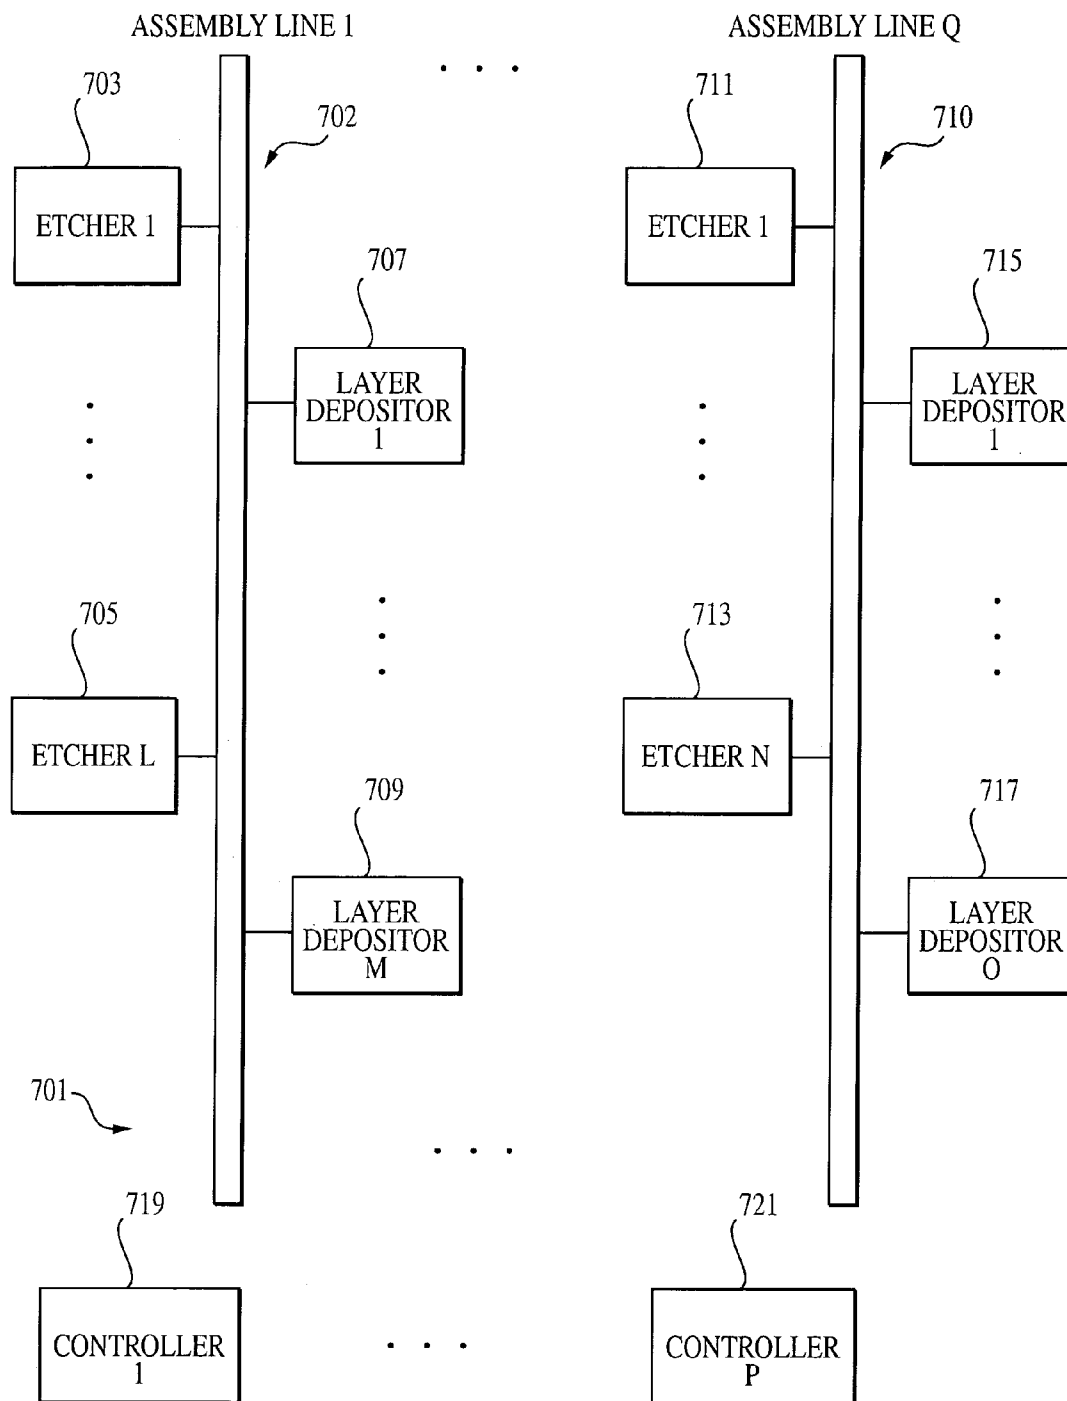 ASSEMBLY LINE 1
ASSEMBLY LINE Q
703
702
711
710
ETCHER 1
ETCHER 1
707
715
LAYER
DEPOSITOR
1
LAYER
DEPOSITOR
1
705
713
ETCHER L
ETCHER N
709
717
LAYER
DEPOSITOR
M
LAYER
DEPOSITOR
O
701
719
721
CONTROLLER
1
CONTROLLER
P